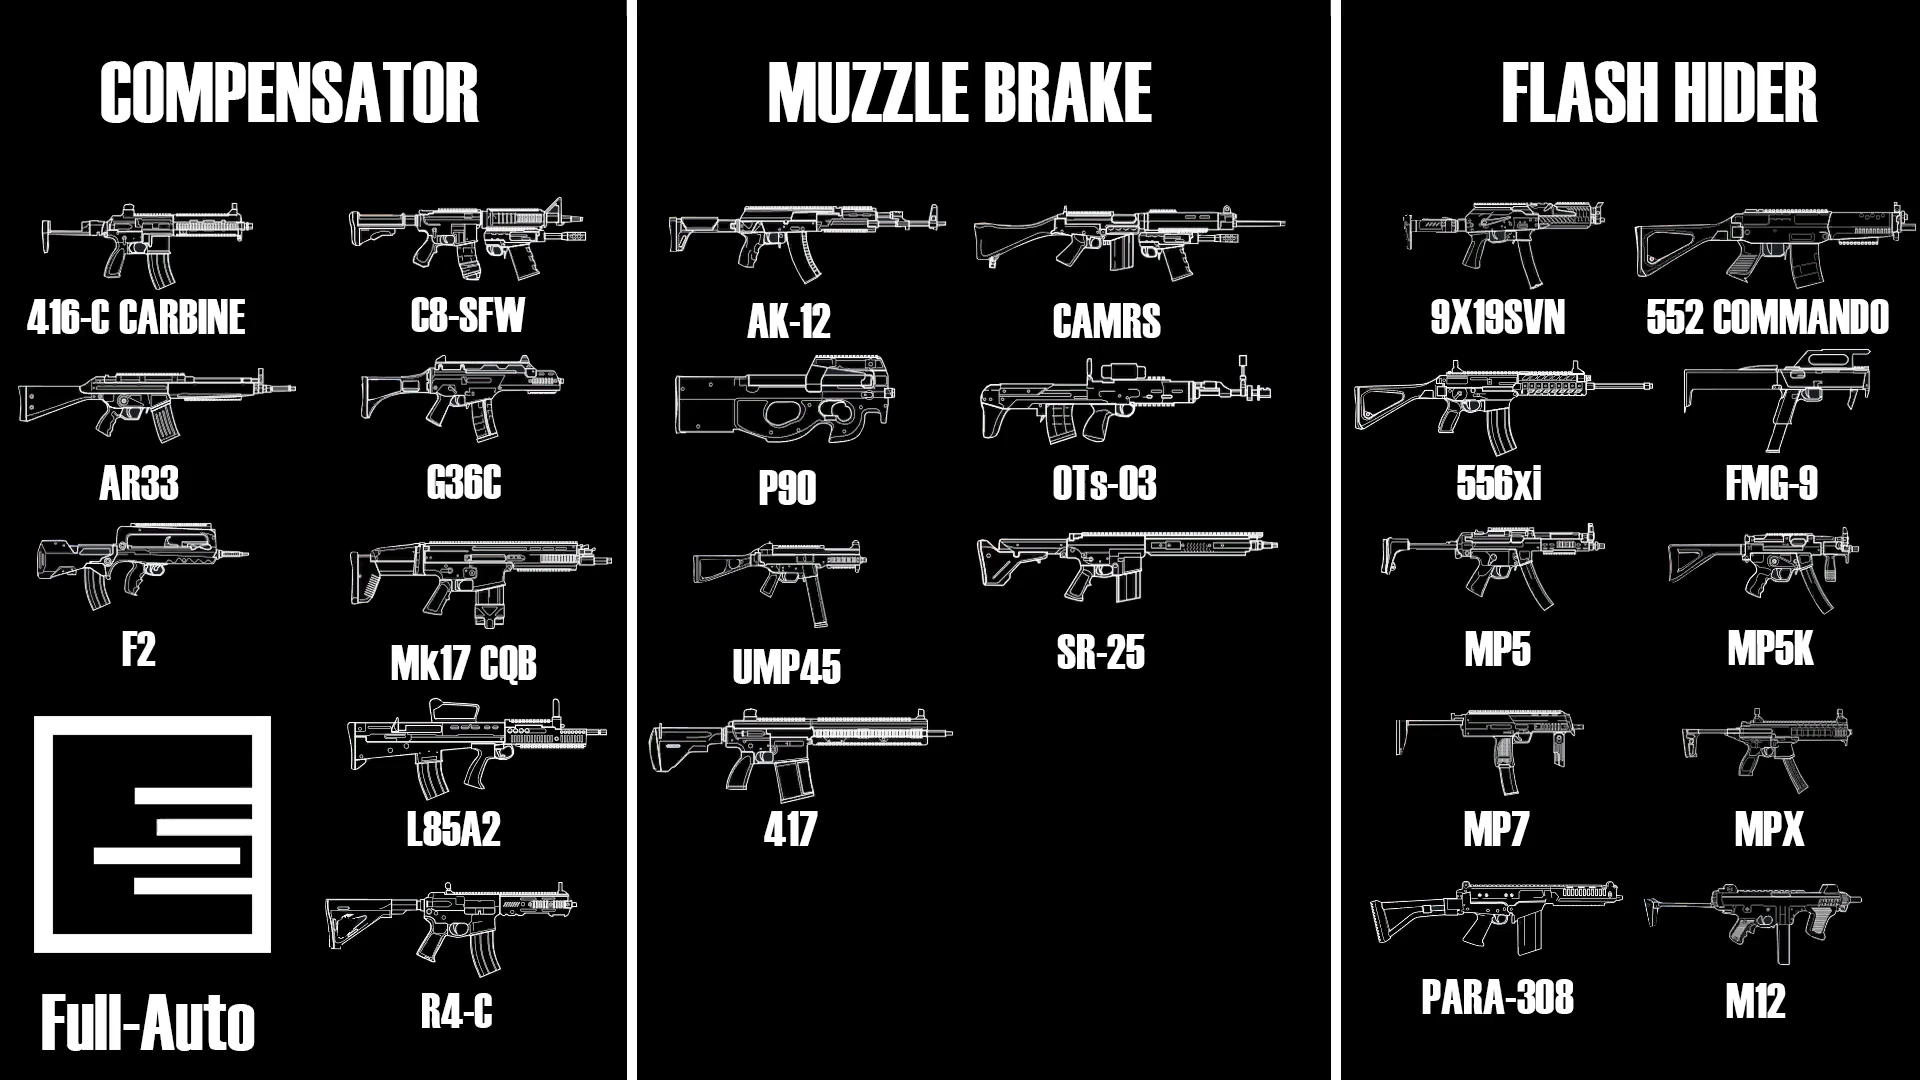 COMPENSATOR
416-C CARBINE
C8-SFW
AR33
G36C
F2
Mk17 CQB
L85A2
R4-C
Full-Auto
MUZZLE BRAKE
AK-12
CAMRS
P90
OTs-03
UMP45
SR-25
417
FLASH HIDER
9X19SVN
552 COMMANDO
556xi
FMG-9
MP5
MP5K
MP7
MPX
PARA-308
M12